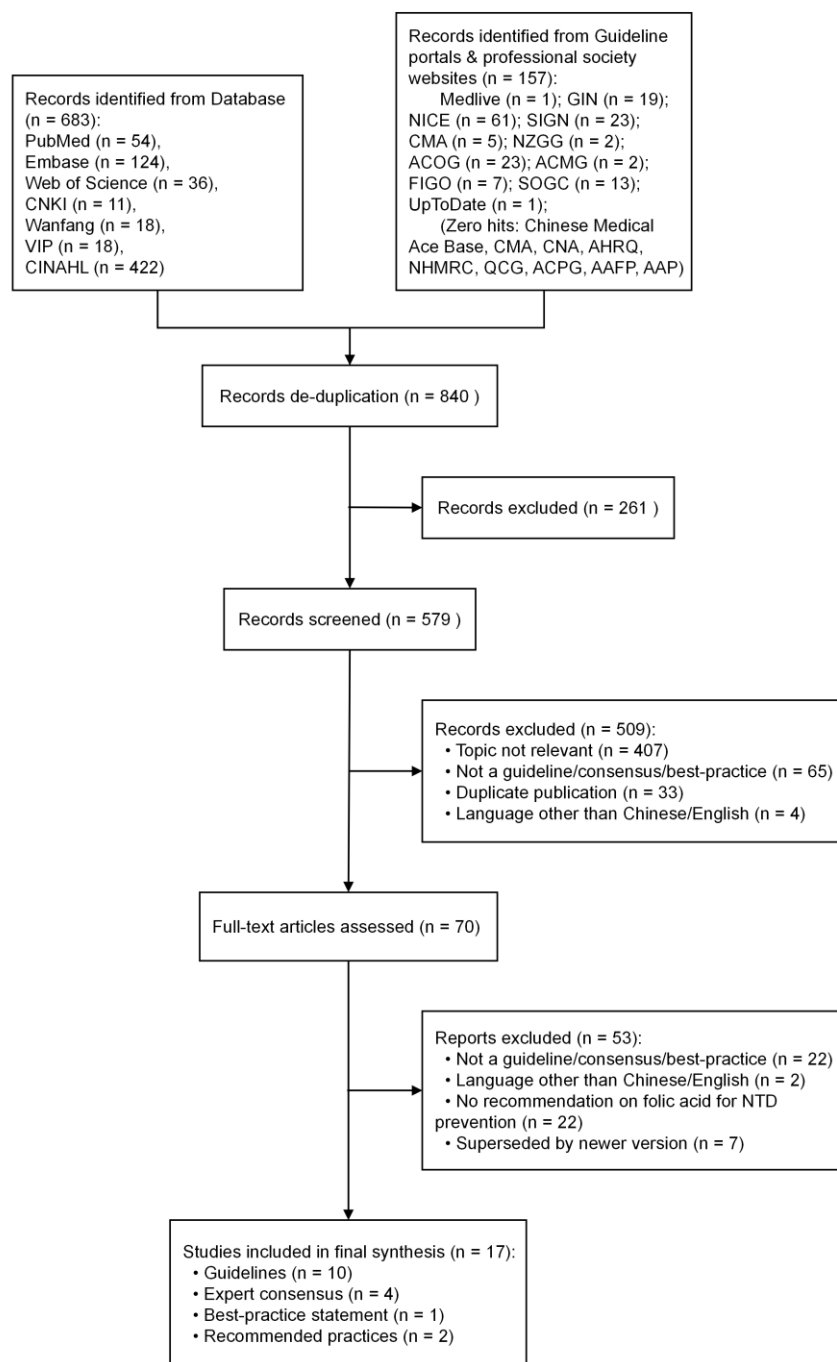 Records identified from Database
(n = 683):
PubMed (n = 54),
Embase (n = 124),
Web of Science (n = 36),
CNKI (n = 11),
Wanfang (n = 18),
VIP (n = 18),
CINAHL (n = 422)
Records identified from Guideline
portals & professional society
websites (n = 157):
Medlive (n = 1); GIN (n = 19);
NICE (n = 61); SIGN (n = 23);
CMA (n = 5); NZGG (n = 2);
ACOG (n = 23); ACMG (n = 2);
FIGO (n = 7); SOGC (n = 13);
UpToDate (n = 1);
(Zero hits: Chinese Medical
Ace Base, CMA, CNA, AHRQ,
NHMRC, QCG, ACPG, AAFP, AAP)
Records de-duplication (n = 840 )
Records excluded (n = 261 )
Records screened (n = 579 )
Records excluded (n = 509):
• Topic not relevant (n = 407)
• Not a guideline/consensus/best-practice (n = 65)
• Duplicate publication (n = 33)
• Language other than Chinese/English (n = 4)
Full-text articles assessed (n = 70)
Reports excluded (n = 53):
• Not a guideline/consensus/best-practice (n = 22)
• Language other than Chinese/English (n = 2)
• No recommendation on folic acid for NTD
prevention (n = 22)
• Superseded by newer version (n = 7)
Studies included in final synthesis (n = 17):
• Guidelines (n = 10)
• Expert consensus (n = 4)
• Best-practice statement (n = 1)
• Recommended practices (n = 2)